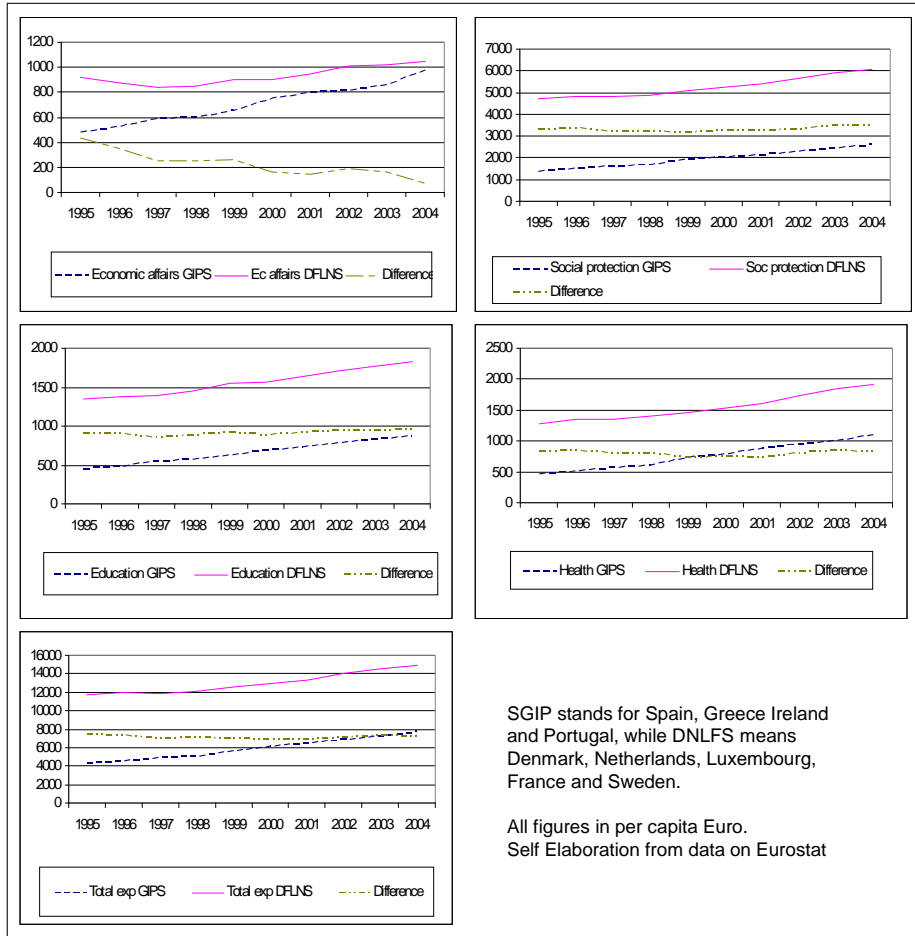 1200
1000
800
600
400
200
0
1995 1996 1997 1998 1999 2000 2001 2002 2003 2004
Economic affairs GIPS Ec affairs DFLNS Difference
7000
6000
5000
4000
3000
2000
1000
0
1995 1996 1997 1998 1999 2000 2001 2002 2003 2004
Social protection GIPS Soc protection DFLNS
Difference
2000
1500
1000
500
0
1995 1996 1997 1998 1999 2000 2001 2002 2003 2004
Education GIPS Education DFLNS Difference
2500
2000
1500
1000
500
0
1995 1996 1997 1998 1999 2000 2001 2002 2003 2004
Health GIPS Health DFLNS Difference
16000
14000
12000
10000
8000
6000
4000
2000
0
1995 1996 1997 1998 1999 2000 2001 2002 2003 2004
Total exp GIPS Total exp DFLNS Difference
SGIP stands for Spain, Greece Ireland
and Portugal, while DNLFS means
Denmark, Netherlands, Luxembourg,
France and Sweden.
All figures in per capita Euro.
Self Elaboration from data on Eurostat